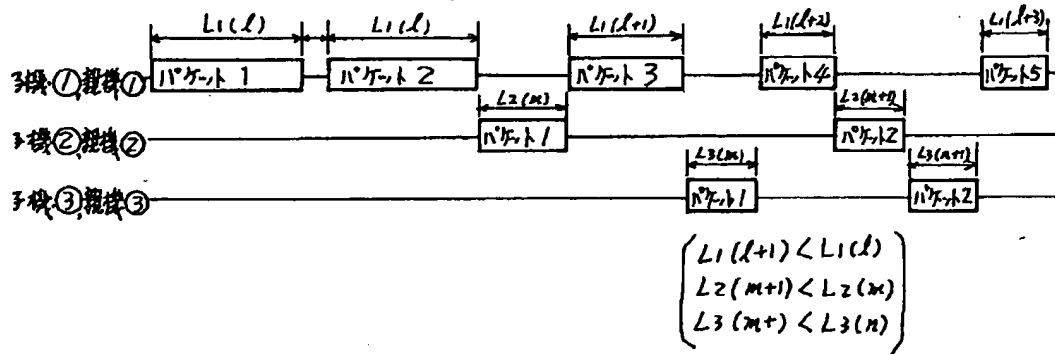 L1(l) L1(l) L1(l+1) L1(l+2) L1(l+3)
子機①,親機① パケット1 パケット2 パケット3 パケット4 パケット5
L2(m) L2(m+1)
子機②,親機② パケット1 パケット2
L3(n) L3(n+1)
子機③,親機③ パケット1 パケット2
L1(l+1) < L1(l)
L2(m+1) < L2(m)
L3(m+) < L3(n)